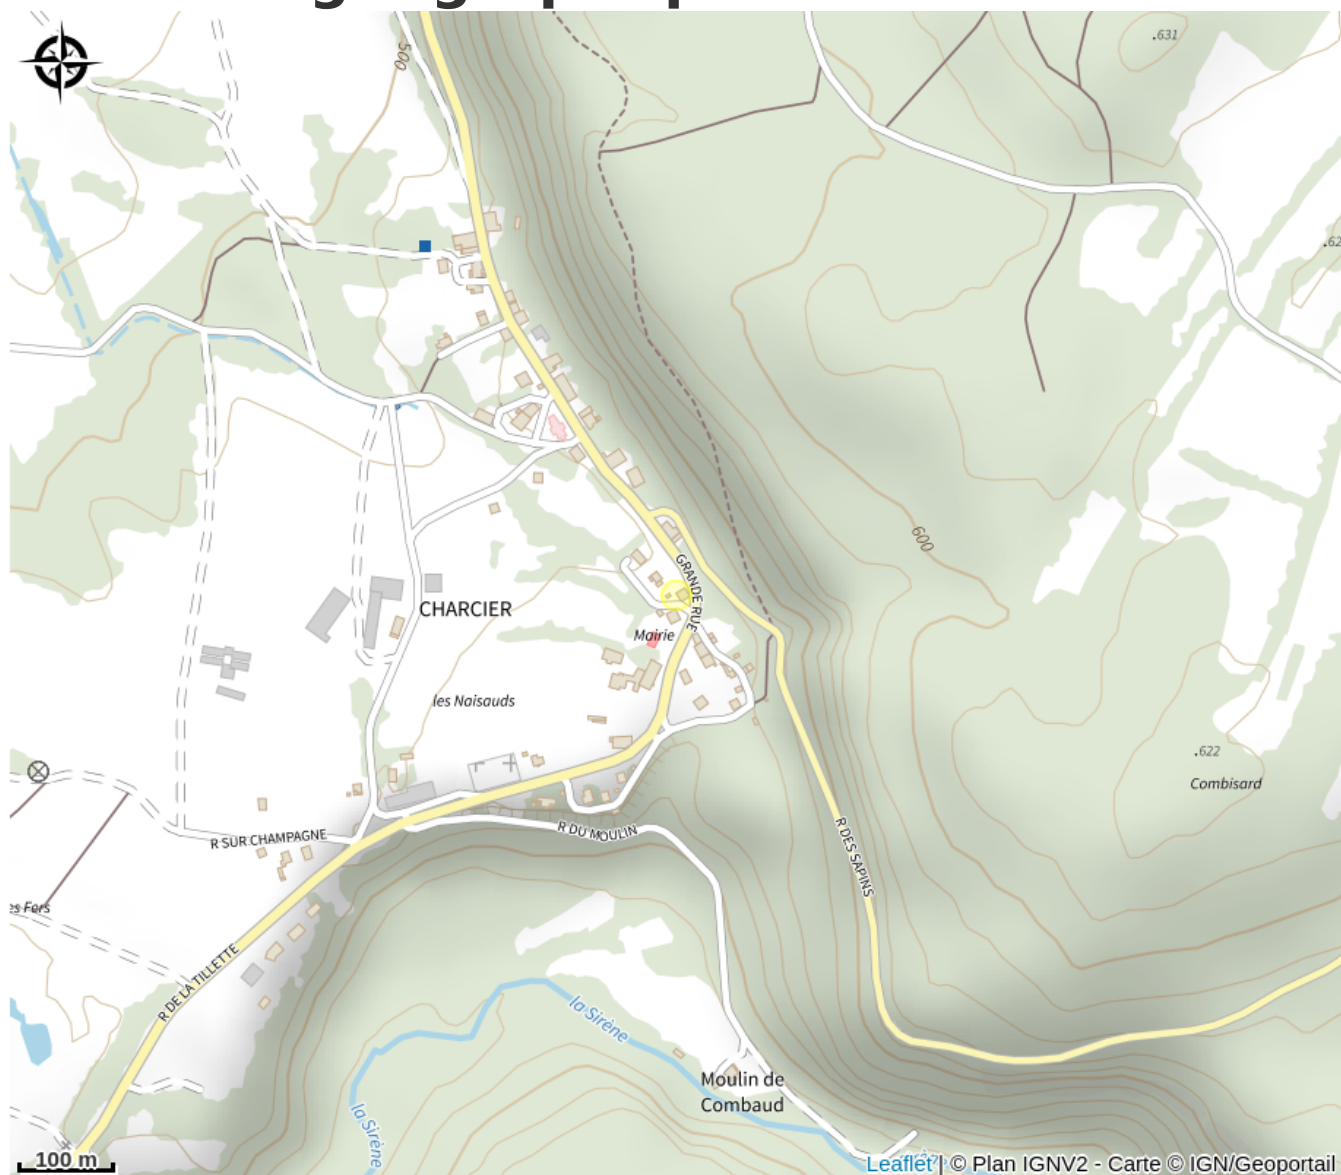 500
.631
600
GRANDE RUE
CHARCIER
Mairie
les Naisauds
.622
Combisard
R SUR CHAMPAGNE
R DU MOULIN
R DES SAPINS
es Fers
R DE LA TILLETTE
la Sirène
Moulin de
Combaud
la Sirène
100 m
Leaflet | © Plan IGNV2 - Carte © IGN/Geoportail